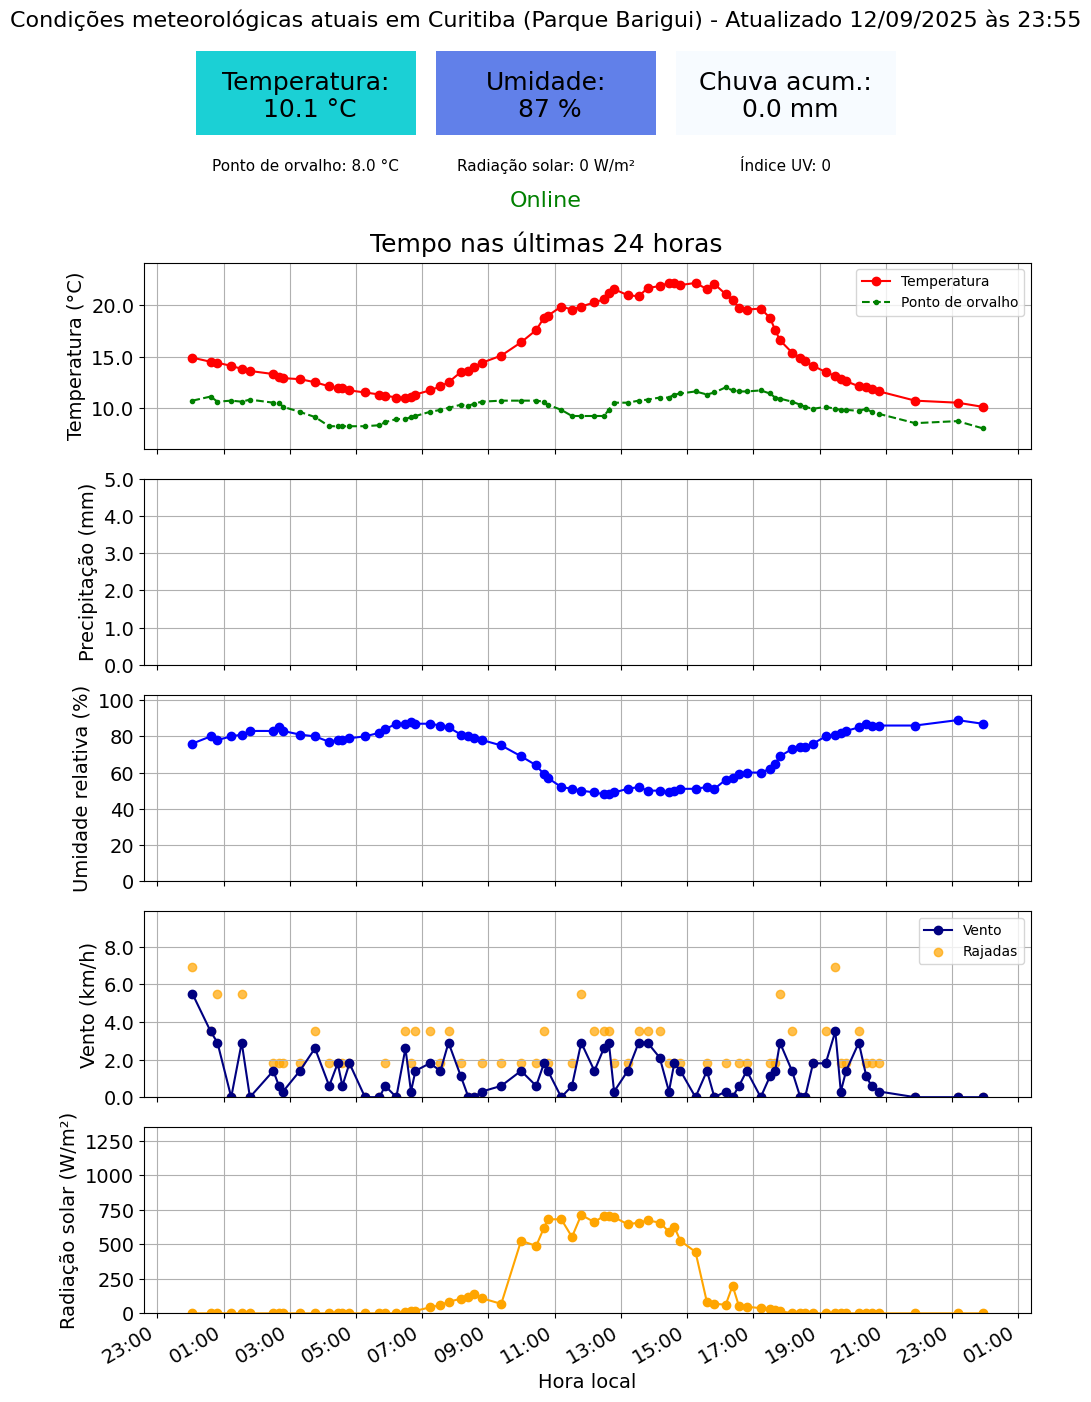 Condições meteorológicas atuais em Curitiba (Parque Barigui) - Atualizado 12/09/2025 às 23:55
Temperatura:
10.1 °C
Umidade:
87 %
Chuva acum.:
0.0 mm
Ponto de orvalho: 8.0 °C
Radiação solar: 0 W/m²
Índice UV: 0
Online
Tempo nas últimas 24 horas
Temperatura (°C)
20.0
15.0
10.0
Temperatura
Ponto de orvalho
Precipitação (mm)
5.0
4.0
3.0
2.0
1.0
0.0
Umidade relativa (%)
100
80
60
40
20
0
Vento (km/h)
8.0
6.0
4.0
2.0
0.0
Vento
Rajadas
Radiação solar (W/m²)
1250
1000
750
500
250
0
23:00
01:00
03:00
05:00
07:00
09:00
11:00
13:00
15:00
17:00
19:00
21:00
23:00
01:00
Hora local